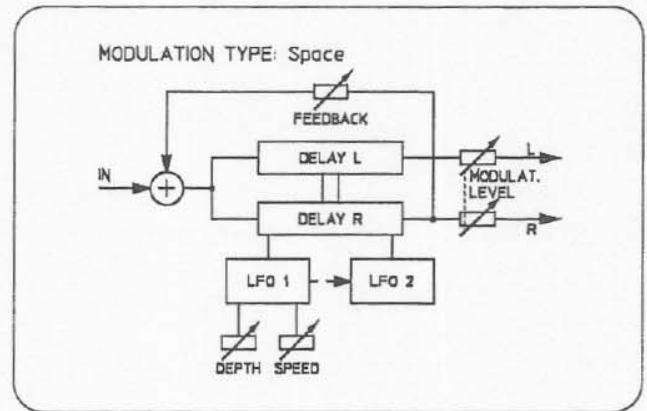 MODULATION TYPE: Space
FEEDBACK
DELAY L
L
IN
+
MODULAT.
LEVEL
DELAY R
R
LFO 1
LFO 2
DEPTH
SPEED